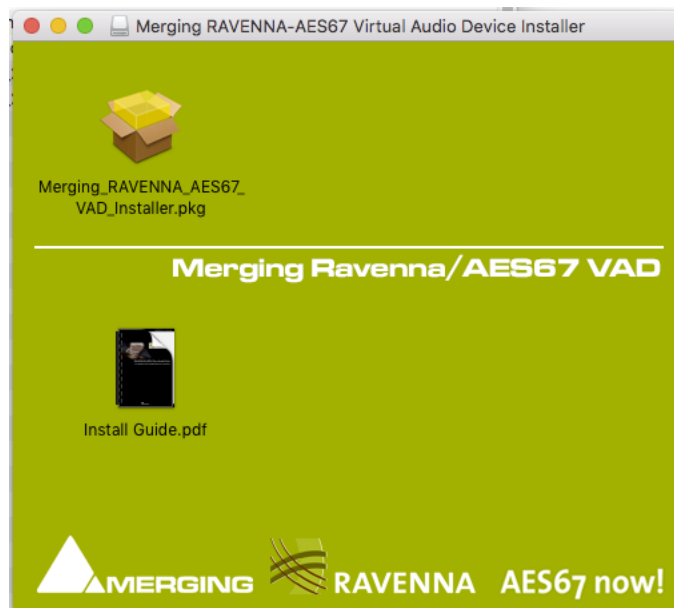 Merging RAVENNA-AES67 Virtual Audio Device Installer
Merging_RAVENNA_AES67_
VAD_Installer.pkg
Merging Ravenna/AES67 VAD
Install Guide.pdf
MERGING RAVENNA AES67 now!